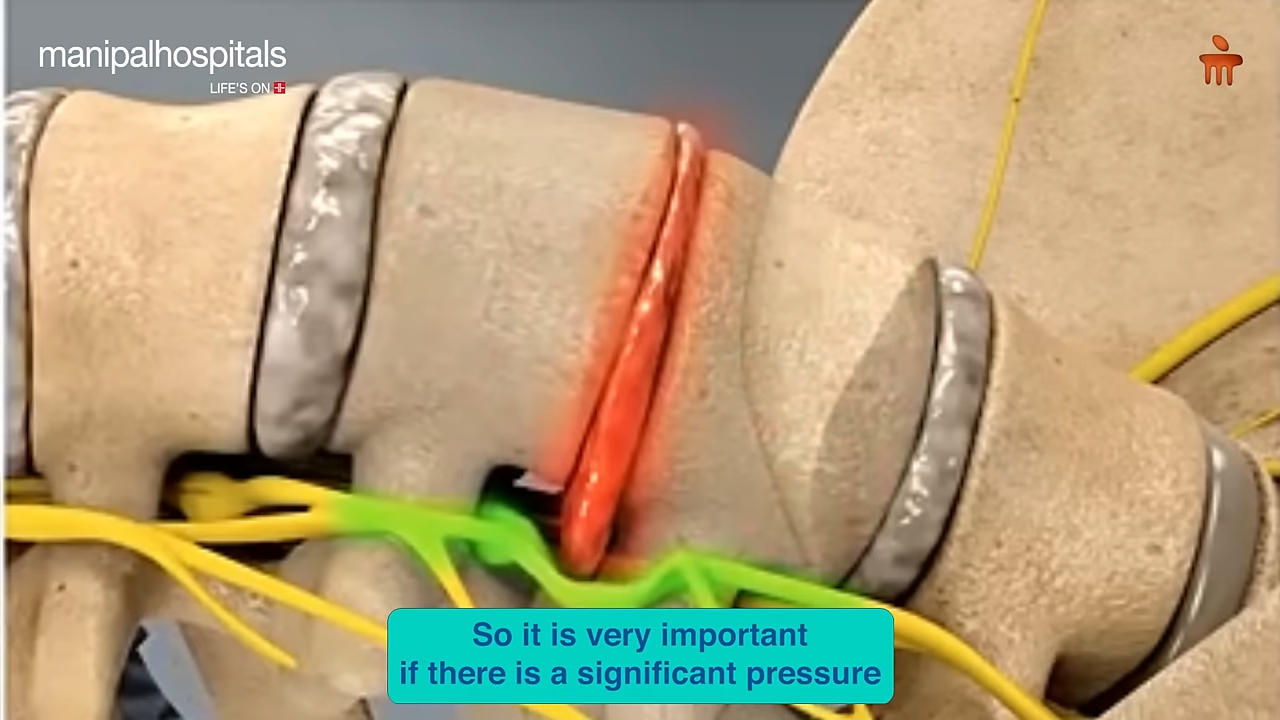 manipalhospitals
LIFE'S ON
So it is very important
if there is a significant pressure